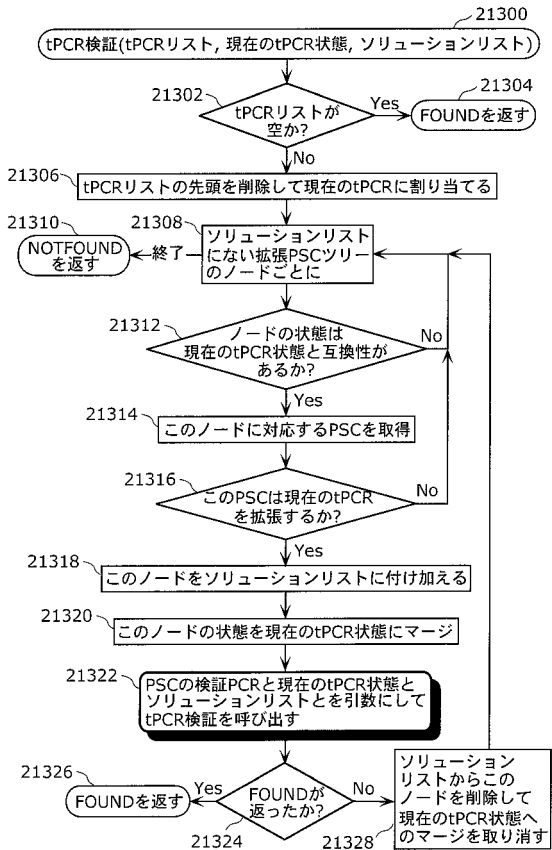 21300
tPCR検証(tPCRリスト, 現在のtPCR状態, ソリューションリスト)
21302
tPCRリストが
空か?
Yes
21304
FOUNDを返す
No
21306
tPCRリストの先頭を削除して現在のtPCRに割り当てる
21310
NOTFOUND
を返す
終了
21308
ソリューションリスト
にない拡張PSCツリー
のノードごとに
21312
ノードの状態は
現在のtPCR状態と互換性が
あるか?
No
Yes
21314
このノードに対応するPSCを取得
21316
このPSCは現在のtPCR
を拡張するか?
No
Yes
21318
このノードをソリューションリストに付け加える
21320
このノードの状態を現在のtPCR状態にマージ
21322
PSCの検証PCRと現在のtPCR状態と
ソリューションリストとを引数にして
tPCR検証を呼び出す
21326
FOUNDを返す
Yes
FOUNDが
返ったか?
21324
No
ソリューション
リストからこの
ノードを削除して
現在のtPCR状態へ
のマージを取り消す
21328